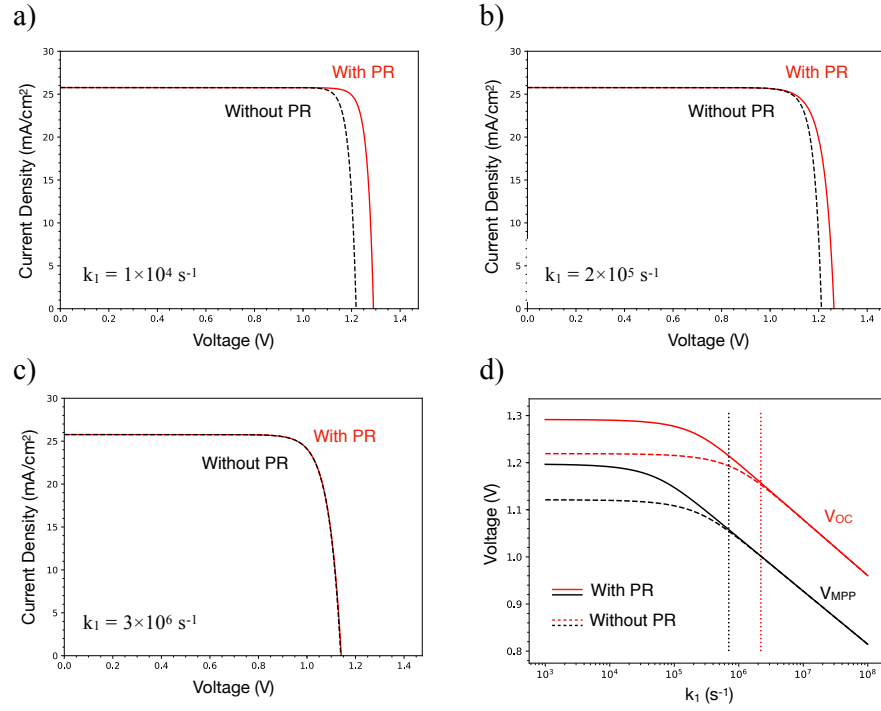 a)
30
25
20
15
10
5
0
Current Density (mA/cm²)
With PR
Without PR
k₁ = 1×10⁴ s⁻¹
0.0 0.2 0.4 0.6 0.8 1.0 1.2 1.4
Voltage (V)
b)
30
25
20
15
10
5
0
Current Density (mA/cm²)
With PR
Without PR
k₁ = 2×10⁵ s⁻¹
0.0 0.2 0.4 0.6 0.8 1.0 1.2 1.4
Voltage (V)
c)
30
25
20
15
10
5
0
Current Density (mA/cm²)
With PR
Without PR
k₁ = 3×10⁶ s⁻¹
0.0 0.2 0.4 0.6 0.8 1.0 1.2 1.4
Voltage (V)
d)
1.3
1.2
1.1
1.0
0.9
0.8
Voltage (V)
V_OC
V_MPP
With PR
Without PR
10³ 10⁴ 10⁵ 10⁶ 10⁷ 10⁸
k₁ (s⁻¹)